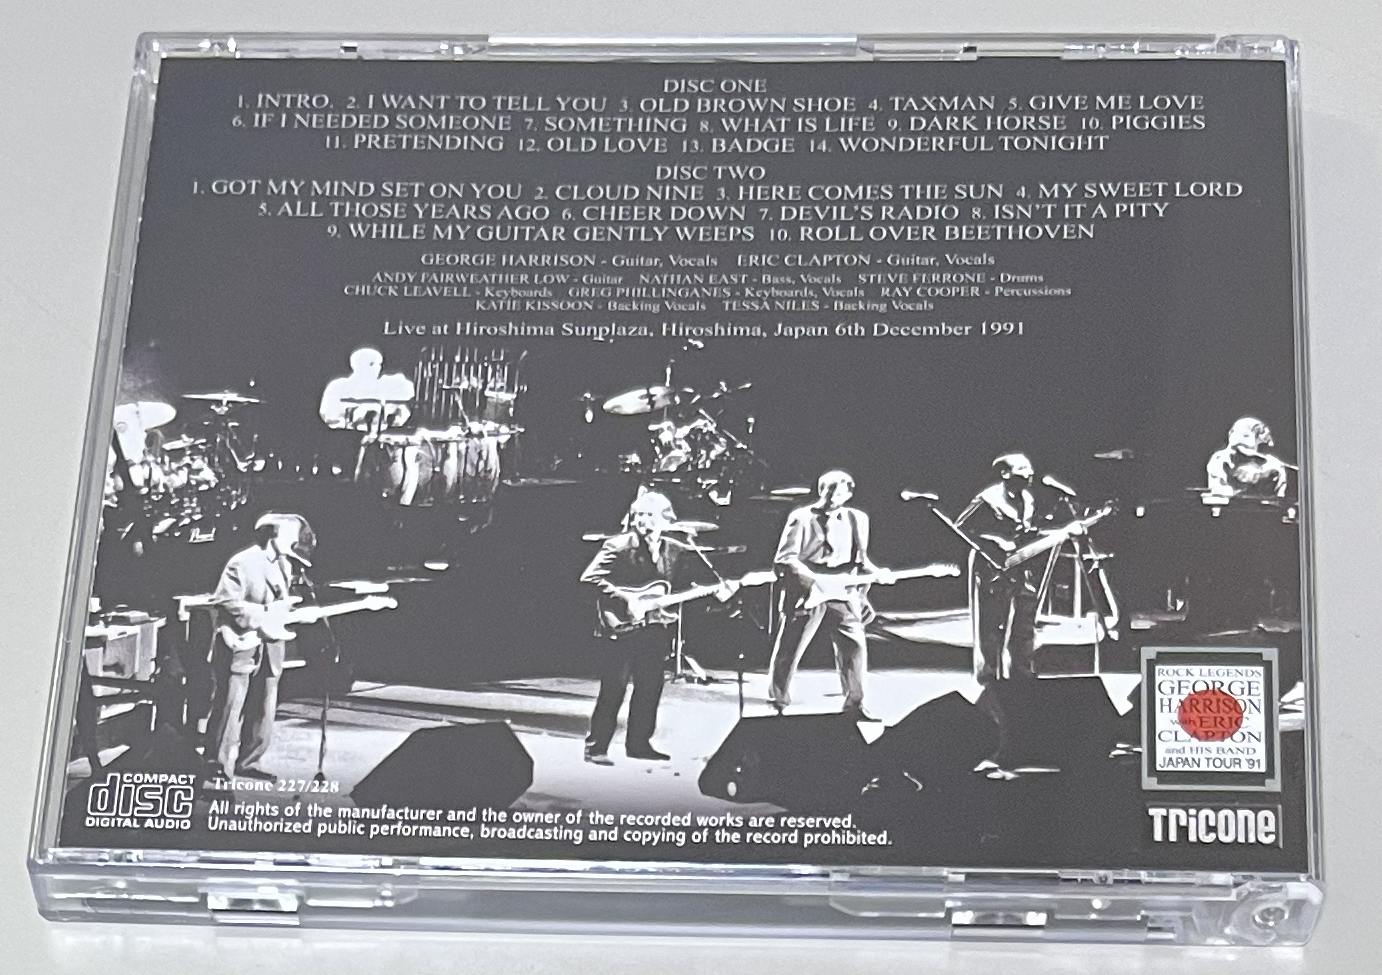 DISC ONE
1. INTRO. 2. I WANT TO TELL YOU 3. OLD BROWN SHOE 4. TAXMAN 5. GIVE ME LOVE
6. IF I NEEDED SOMEONE 7. SOMETHING 8. WHAT IS LIFE 9. DARK HORSE 10. PIGGIES
11. PRETENDING 12. OLD LOVE 13. BADGE 14. WONDERFUL TONIGHT
DISC TWO
1. GOT MY MIND SET ON YOU 2. CLOUD NINE 3. HERE COMES THE SUN 4. MY SWEET LORD
5. ALL THOSE YEARS AGO 6. CHEER DOWN 7. DEVIL'S RADIO 8. ISN'T IT A PITY
9. WHILE MY GUITAR GENTLY WEEPS 10. ROLL OVER BEETHOVEN
GEORGE HARRISON - Guitar, Vocals ERIC CLAPTON - Guitar, Vocals
ANDY FAIRWEATHER LOW - Guitar NATHAN EAST - Bass, Vocals STEVE FERRONE - Drums
CHUCK LEAVELL - Keyboards GREG PHILLINGANES - Keyboards, Vocals RAY COOPER - Percussions
KATIE KISSOON - Backing Vocals TESSA NILES - Backing Vocals
Live at Hiroshima Sunplaza, Hiroshima, Japan 6th December 1991
Pearl
ROCK LEGENDS
GEORGE
HARRISON
with ERIC
CLAPTON
and HIS BAND
JAPAN TOUR '91
COMPACT
disc
DIGITAL AUDIO
Tricone 227/228
All rights of the manufacturer and the owner of the recorded works are reserved.
Unauthorized public performance, broadcasting and copying of the record prohibited.
TRICONE